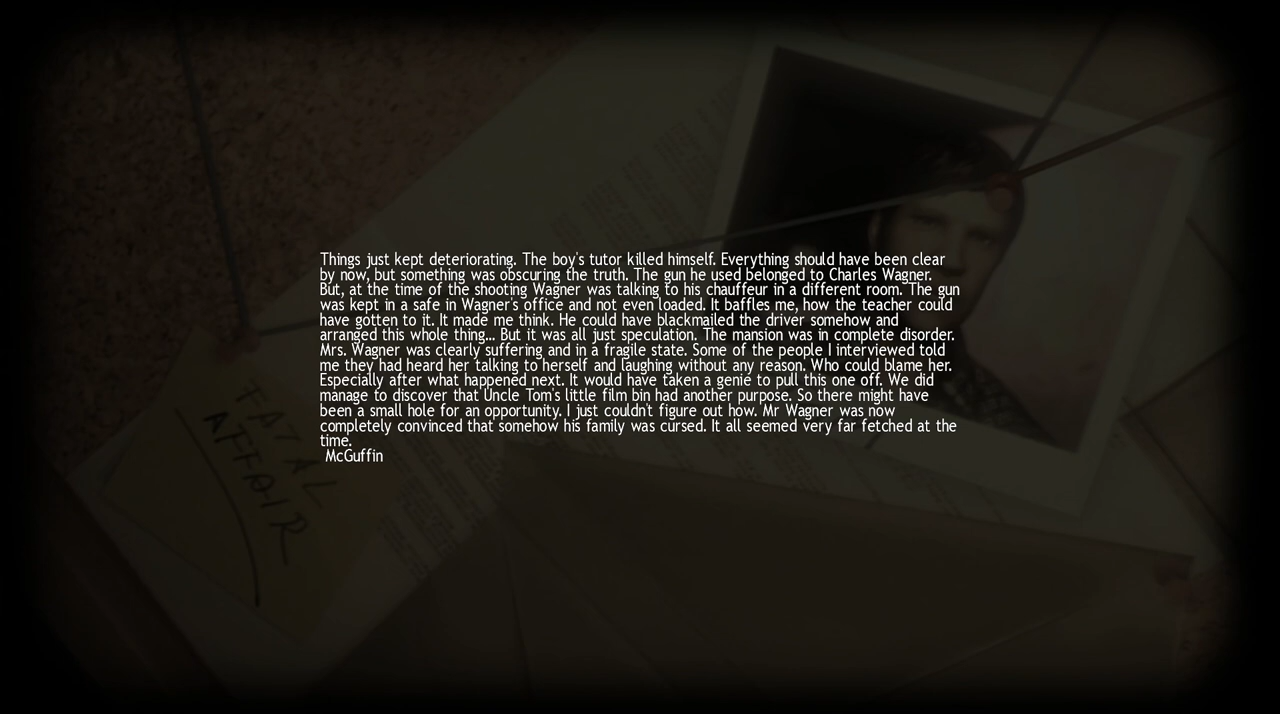 Things just kept deteriorating. The boy's tutor killed himself. Everything should have been clear
by now, but something was obscuring the truth. The gun he used belonged to Charles Wagner.
But, at the time of the shooting Wagner was talking to his chauffeur in a different room. The gun
was kept in a safe in Wagner's office and not even loaded. It baffles me, how the teacher could
have gotten to it. It made me think. He could have blackmailed the driver somehow and
arranged this whole thing... But it was all just speculation. The mansion was in complete disorder.
Mrs. Wagner was clearly suffering and in a fragile state. Some of the people I interviewed told
me they had heard her talking to herself and laughing without any reason. Who could blame her.
Especially after what happened next. It would have taken a genie to pull this one off. We did
manage to discover that Uncle Tom's little film bin had another purpose. So there might have
been a small hole for an opportunity. I just couldn't figure out how. Mr Wagner was now
completely convinced that somehow his family was cursed. It all seemed very far fetched at the
time.
McGuffin
FATAL
AFFAIR